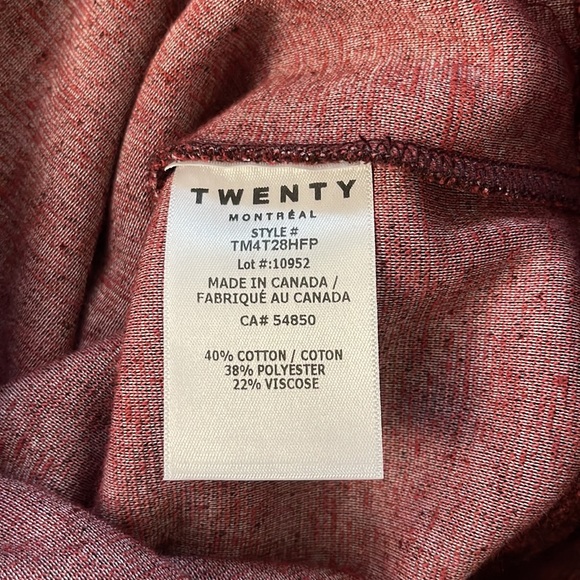 TWENTY
MONTRÉAL
STYLE #
TM4T28HFP
Lot #:10952
MADE IN CANADA /
FABRIQUÉ AU CANADA
CA# 54850
40% COTTON / COTON
38% POLYESTER
22% VISCOSE